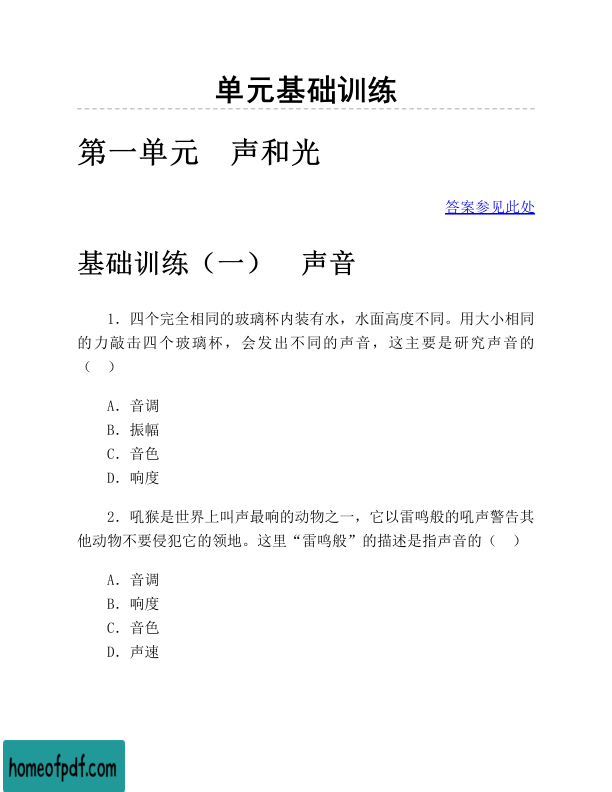 单元基础训练
第一单元　声和光
答案参见此处
基础训练（一）　声音
1. 四个完全相同的玻璃杯内装有水，水面高度不同。用大小相同
的力敲击四个玻璃杯，会发出不同的声音，这主要是研究声音的
（　）
A. 音调
B. 振幅
C. 音色
D. 响度
2. 吼猴是世界上叫声最响的动物之一，它以雷鸣般的吼声警告其
他动物不要侵犯它的领地。这里“雷鸣般”的描述是指声音的（　）
A. 音调
B. 响度
C. 音色
D. 声速
homeofpdf.com